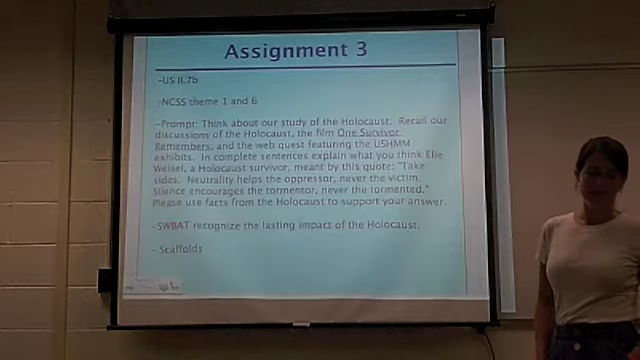 Assignment 3
-US II.7b
-NCSS theme 1 and 6
-Prompt: Think about our study of the Holocaust. Recall our
discussions of the Holocaust, the film One Survivor
Remembers, and the web quest featuring the USHMM
exhibits. In complete sentences explain what you think Elie
Weisel, a Holocaust survivor, meant by this quote: "Take
sides. Neutrality helps the oppressor, never the victim.
Silence encourages the tormentor, never the tormented."
Please use facts from the Holocaust to support your answer.
-SWBAT recognize the lasting impact of the Holocaust.
- Scaffolds